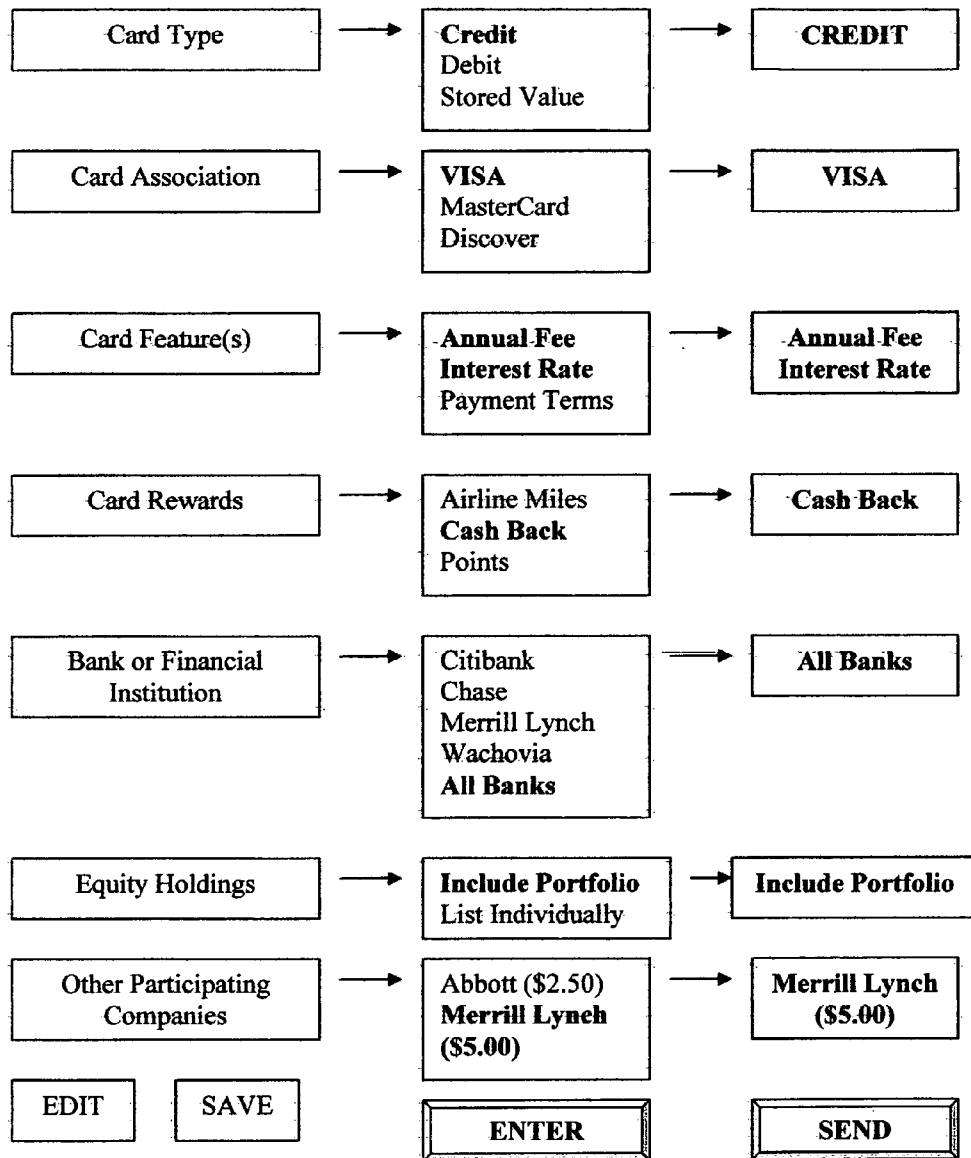 Card Type
Credit
Debit
Stored Value
CREDIT
Card Association
VISA
MasterCard
Discover
VISA
Card Feature(s)
Annual Fee
Interest Rate
Payment Terms
Annual Fee
Interest Rate
Card Rewards
Airline Miles
Cash Back
Points
Cash Back
Bank or Financial
Institution
Citibank
Chase
Merrill Lynch
Wachovia
All Banks
All Banks
Equity Holdings
Include Portfolio
List Individually
Include Portfolio
Other Participating
Companies
Abbott ($2.50)
Merrill Lynch
($5.00)
Merrill Lynch
($5.00)
EDIT
SAVE
ENTER
SEND